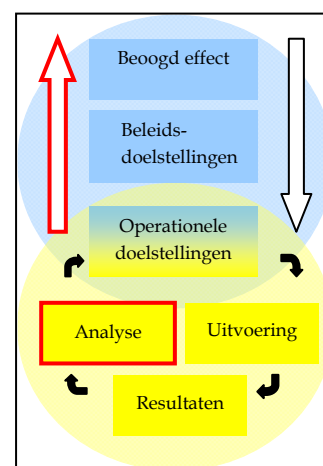 Beoogd effect
Beleids-
doelstellingen
Operationele
doelstellingen
Analyse
Uitvoering
Resultaten